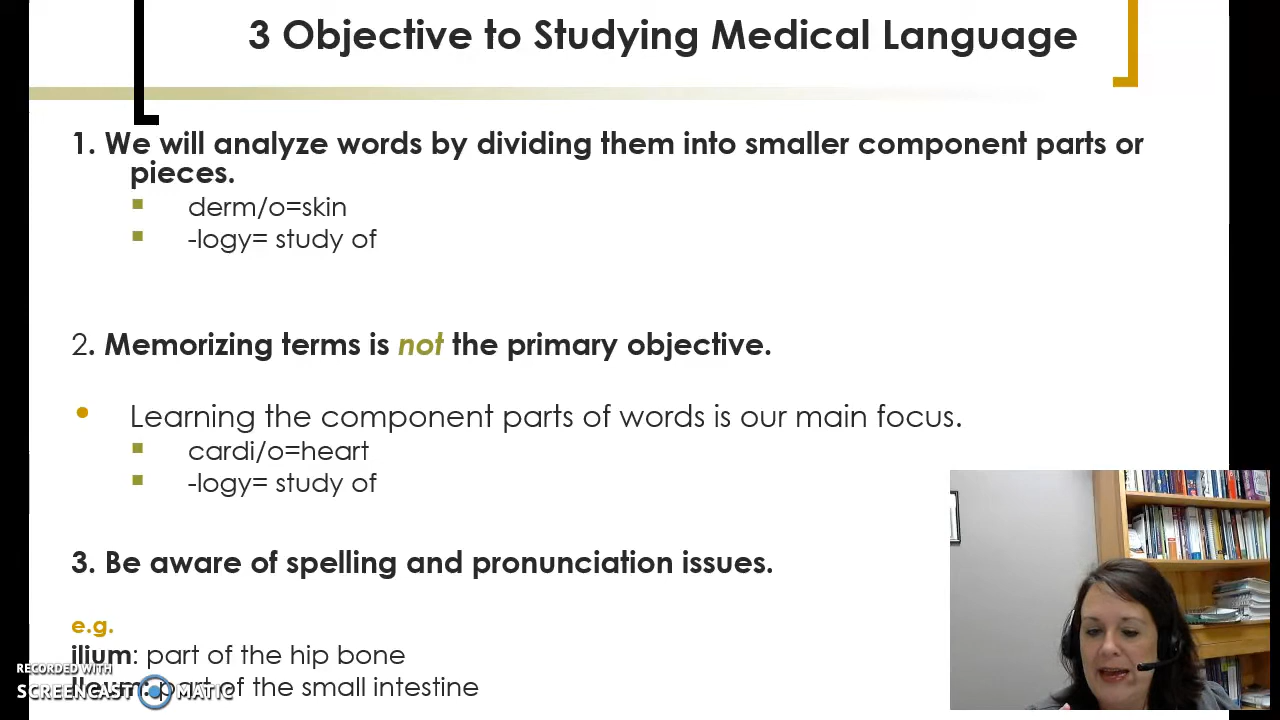 3 Objective to Studying Medical Language
1. We will analyze words by dividing them into smaller component parts or
pieces.
derm/o=skin
-logy= study of
2. Memorizing terms is not the primary objective.
Learning the component parts of words is our main focus.
cardi/o=heart
-logy= study of
3. Be aware of spelling and pronunciation issues.
e.g.
ilium: part of the hip bone
RECORDED WITH
part of the small intestine
SCREENCAST MATIC